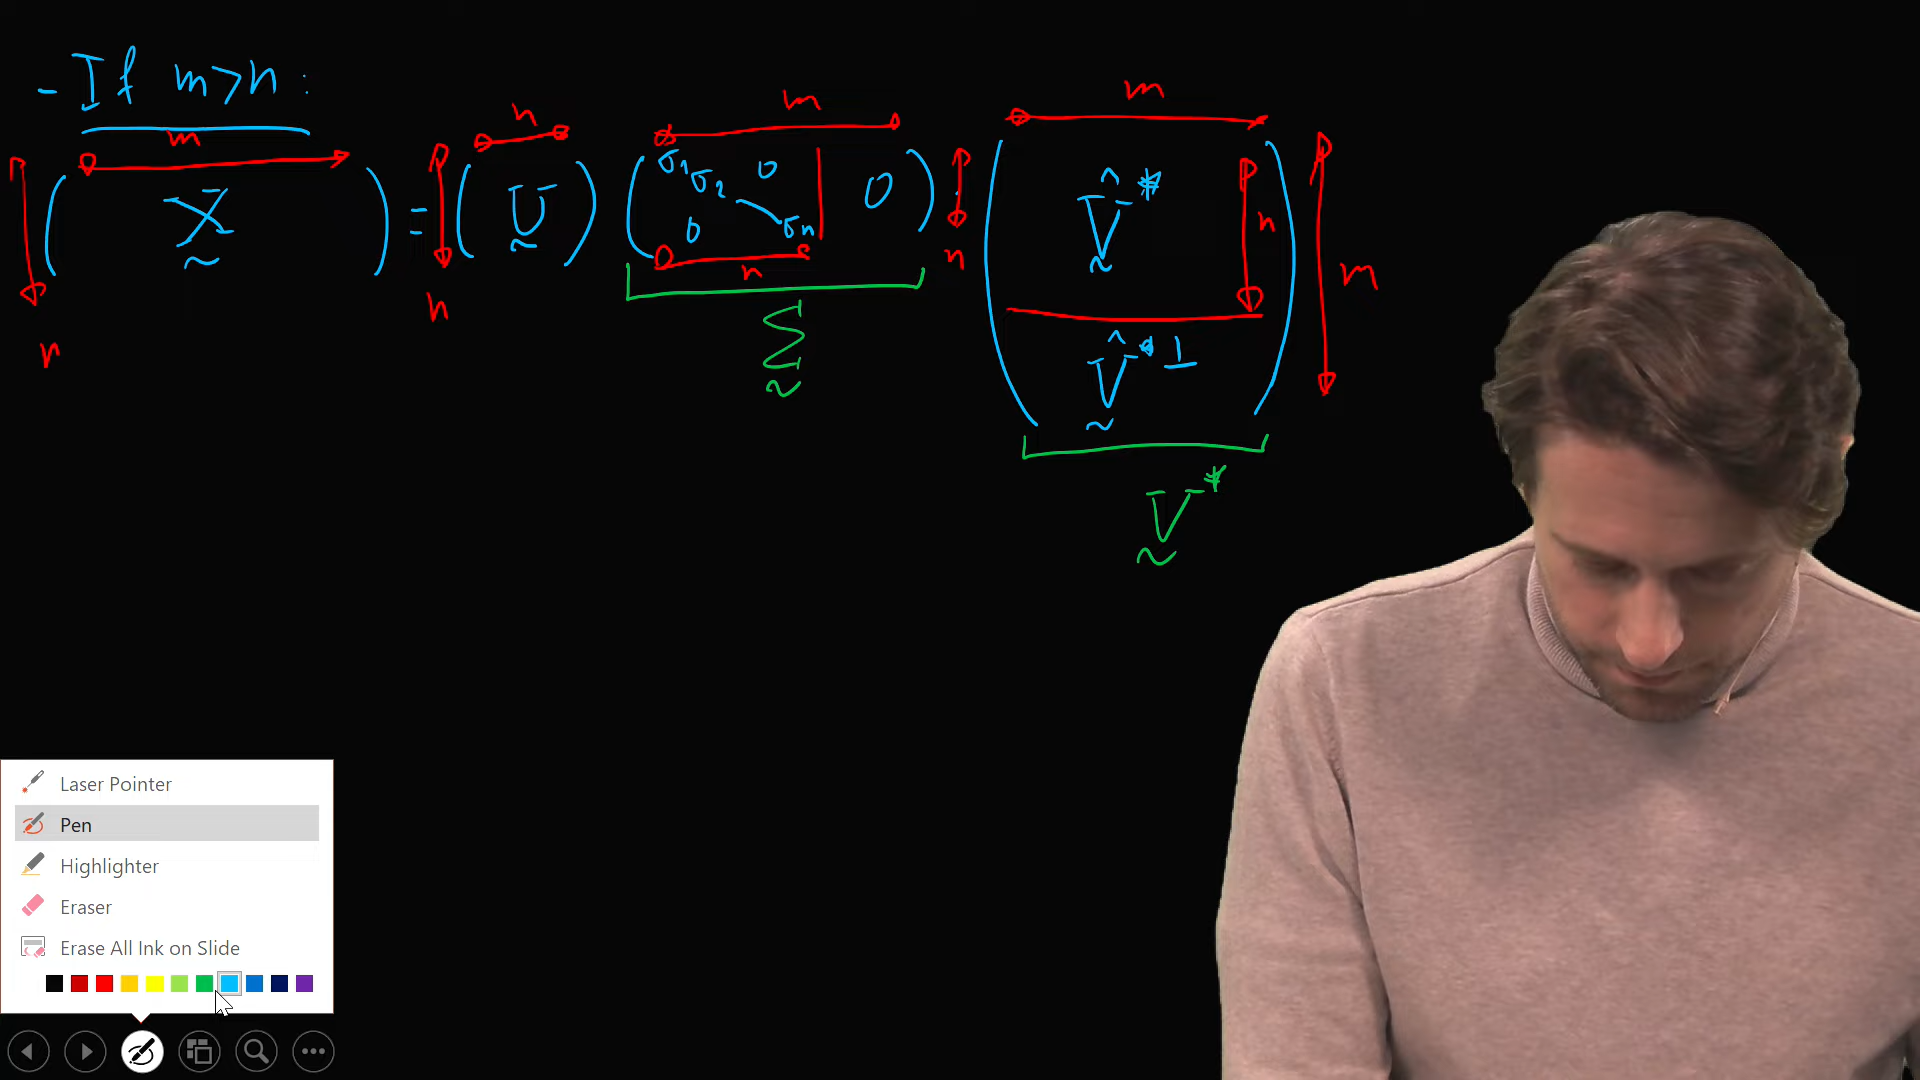 - If m>n:
m n m m
( X ) = ( U ) ( σ1 σ2 0 0 σn | 0 ) ( V̂* n ) m
n n n n
V̂*⊥
Σ
V*
Laser Pointer
Pen
Highlighter
Eraser
Erase All Ink on Slide